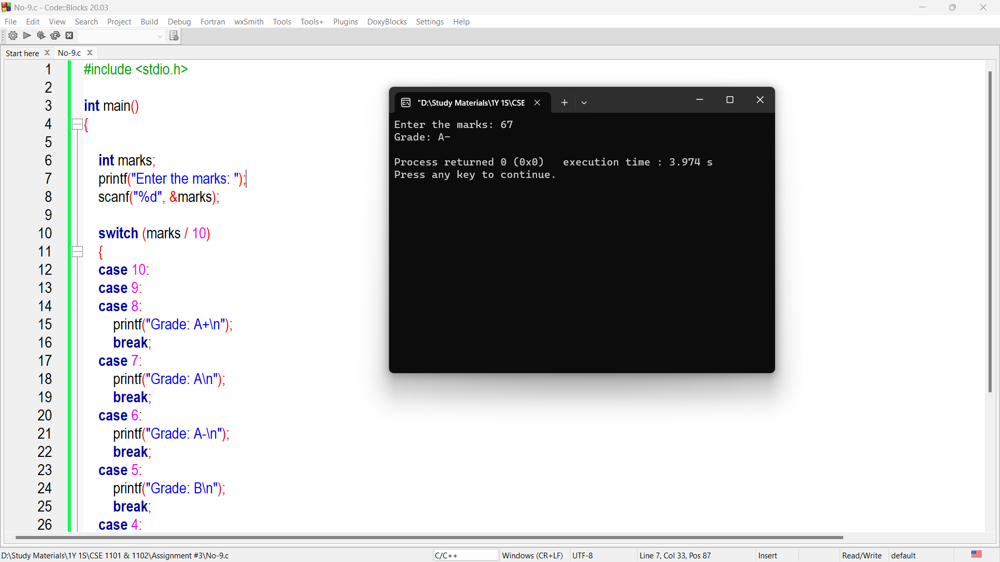 No-9.c - Code::Blocks 20.03
File Edit View Search Project Build Debug Fortran wxSmith Tools Tools+ Plugins DoxyBlocks Settings Help
Start here No-9.c
1 #include <stdio.h>
2
3 int main()
4 {
5
6 int marks;
7 printf("Enter the marks: ");
8 scanf("%d", &marks);
9
10 switch (marks / 10)
11 {
12 case 10:
13 case 9:
14 case 8:
15 printf("Grade: A+\n");
16 break;
17 case 7:
18 printf("Grade: A\n");
19 break;
20 case 6:
21 printf("Grade: A-\n");
22 break;
23 case 5:
24 printf("Grade: B\n");
25 break;
26 case 4:
"D:\Study Materials\1Y 1S\CSE
Enter the marks: 67
Grade: A-
Process returned 0 (0x0) execution time : 3.974 s
Press any key to continue.
D:\Study Materials\1Y 1S\CSE 1101 & 1102\Assignment #3\No-9.c C/C++ Windows (CR+LF) UTF-8 Line 7, Col 33, Pos 87 Insert Read/Write default